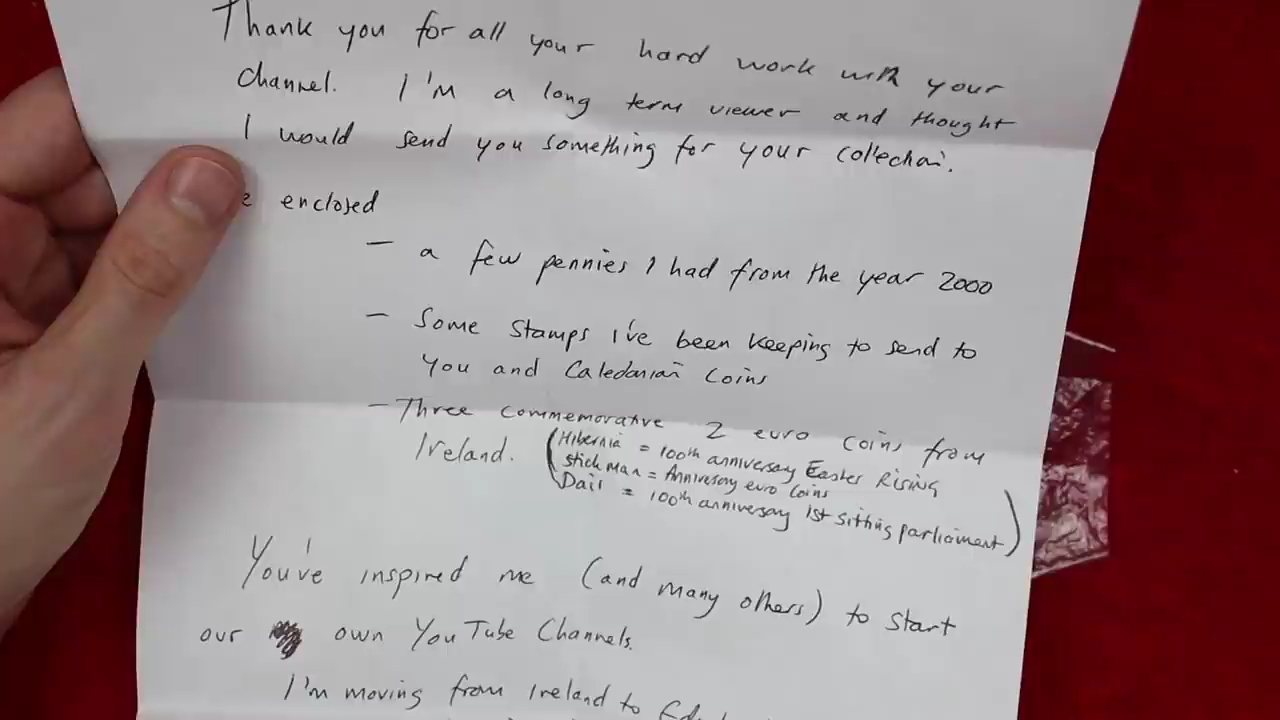 Thank you for all your hard work with your
channel. I'm a long term viewer and thought
I would send you something for your collection.
enclosed
- a few pennies I had from the year 2000
- Some stamps I've been keeping to send to
you and Caledonian Coins
- Three commemorative 2 euro coins from
Ireland. (Hibernia = 100th anniversary Easter Rising
stick man = Anniversary euro coins
Dail = 100th anniversary 1st sitting parliament)
You've inspired me (and many others) to start
our own YouTube Channels.
I'm moving from Ireland to